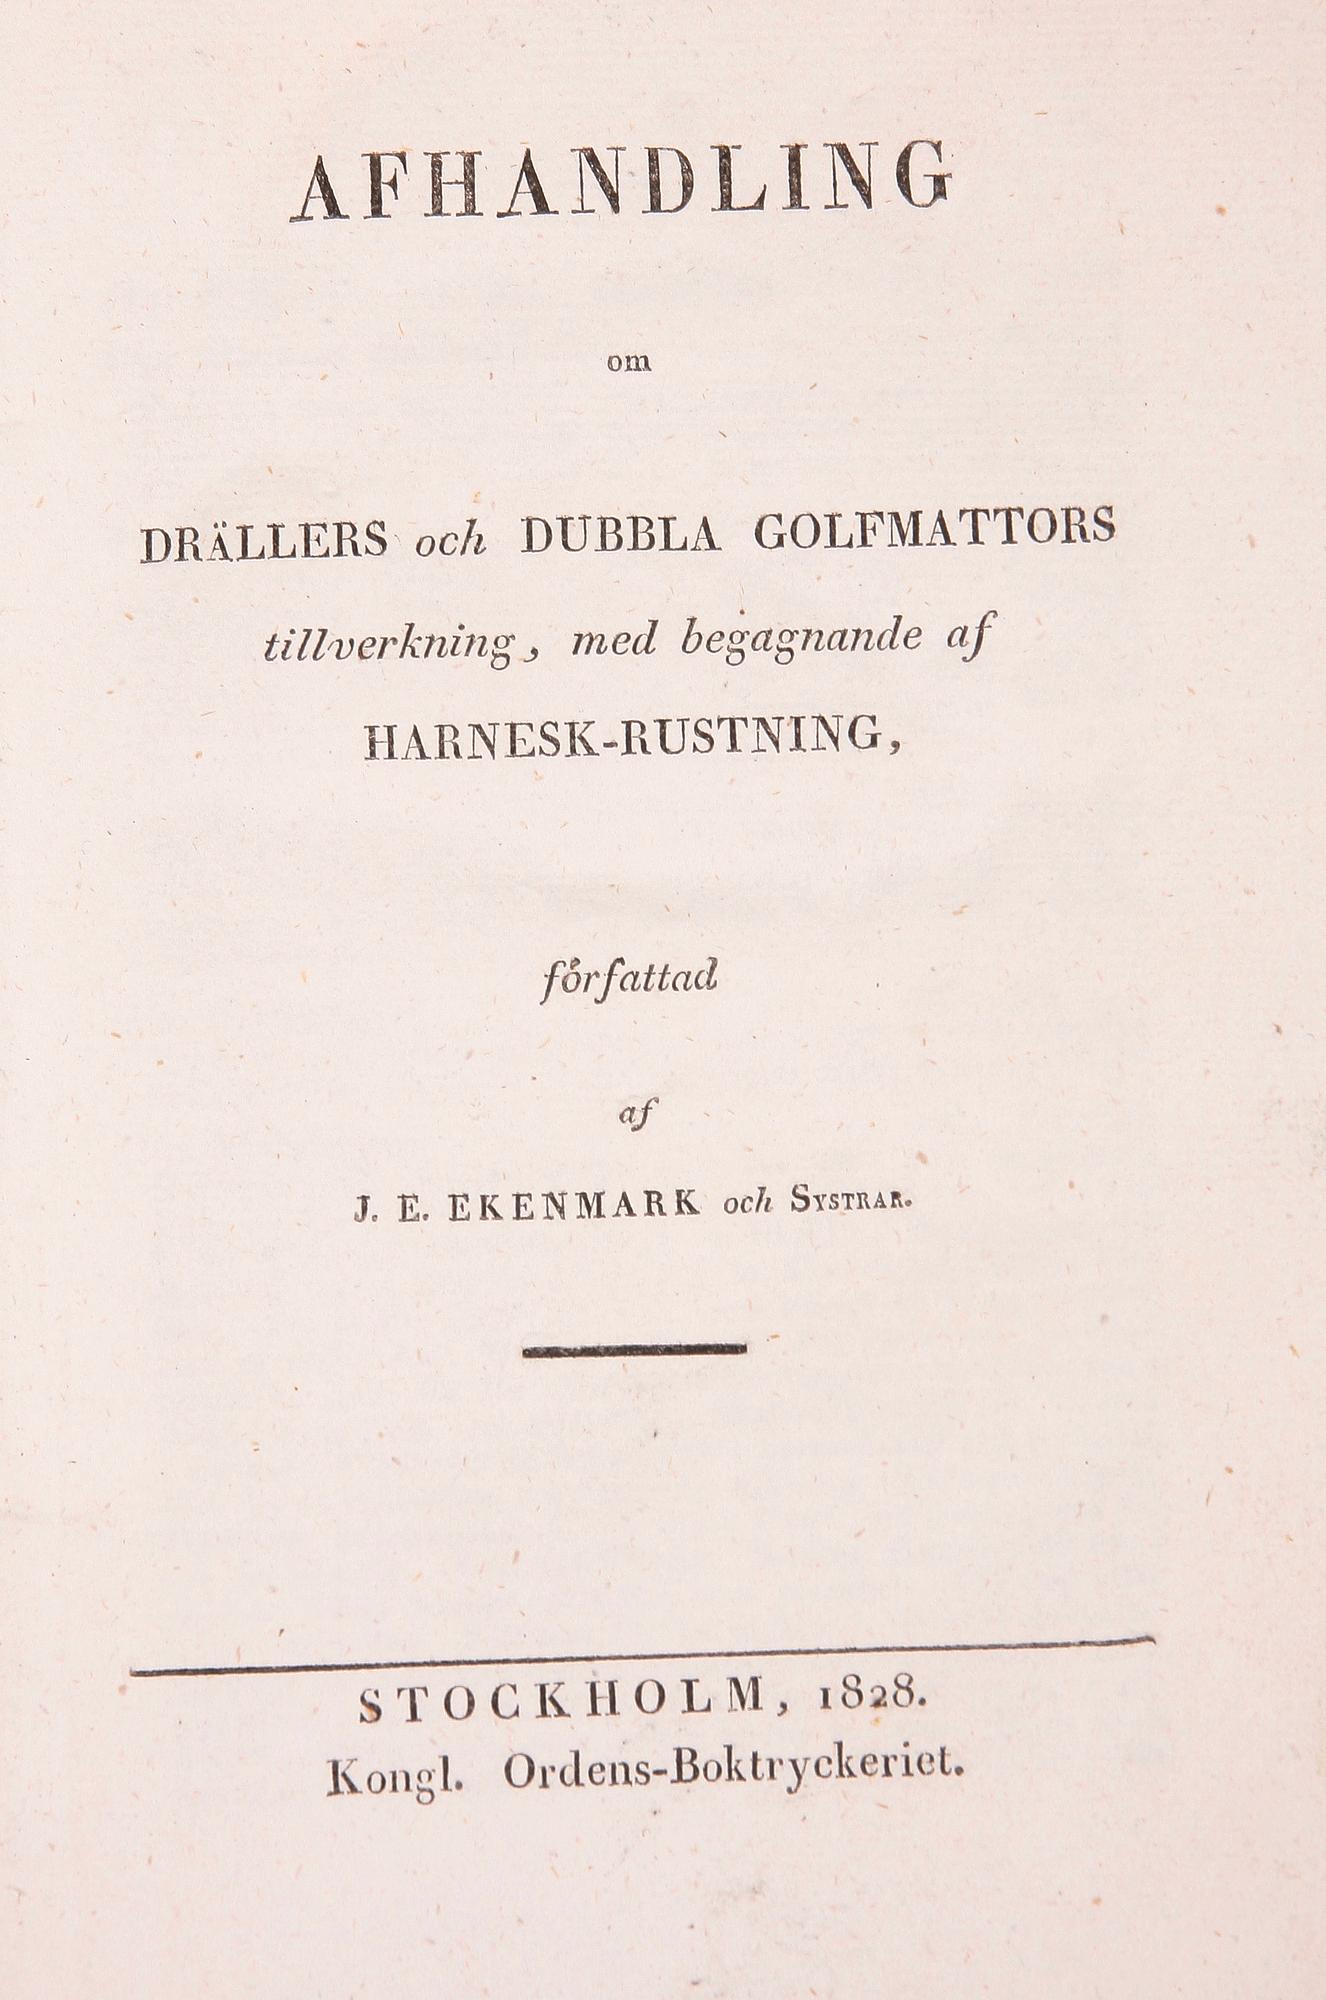 AFHANDLING
om
DRÄLLERS och DUBBLA GOLFMATTORS
tillverkning, med begagnande af
HARNESK-RUSTNING,
författad
af
J. E. EKENMARK och Systrar.
STOCKHOLM, 1828.
Kongl. Ordens-Boktryckeriet.